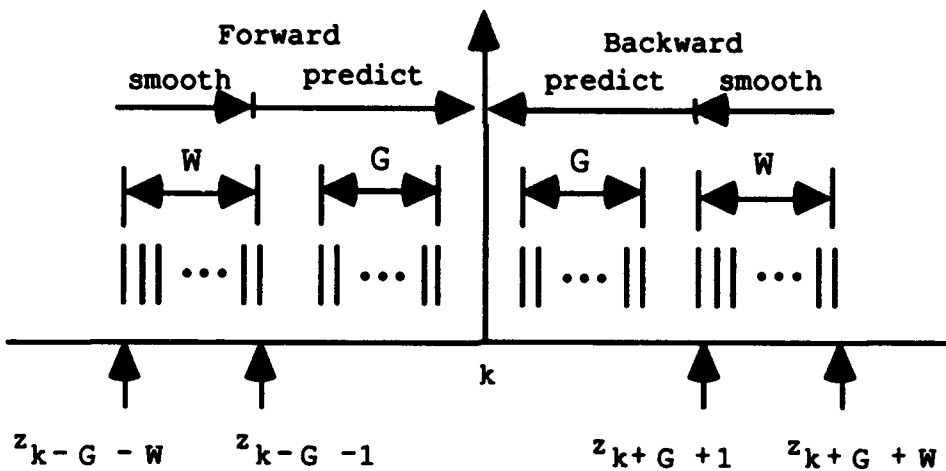 Forward Backward
smooth predict predict smooth
W G G W
k
z k-G-W z k-G-1 z k+G+1 z k+G+W